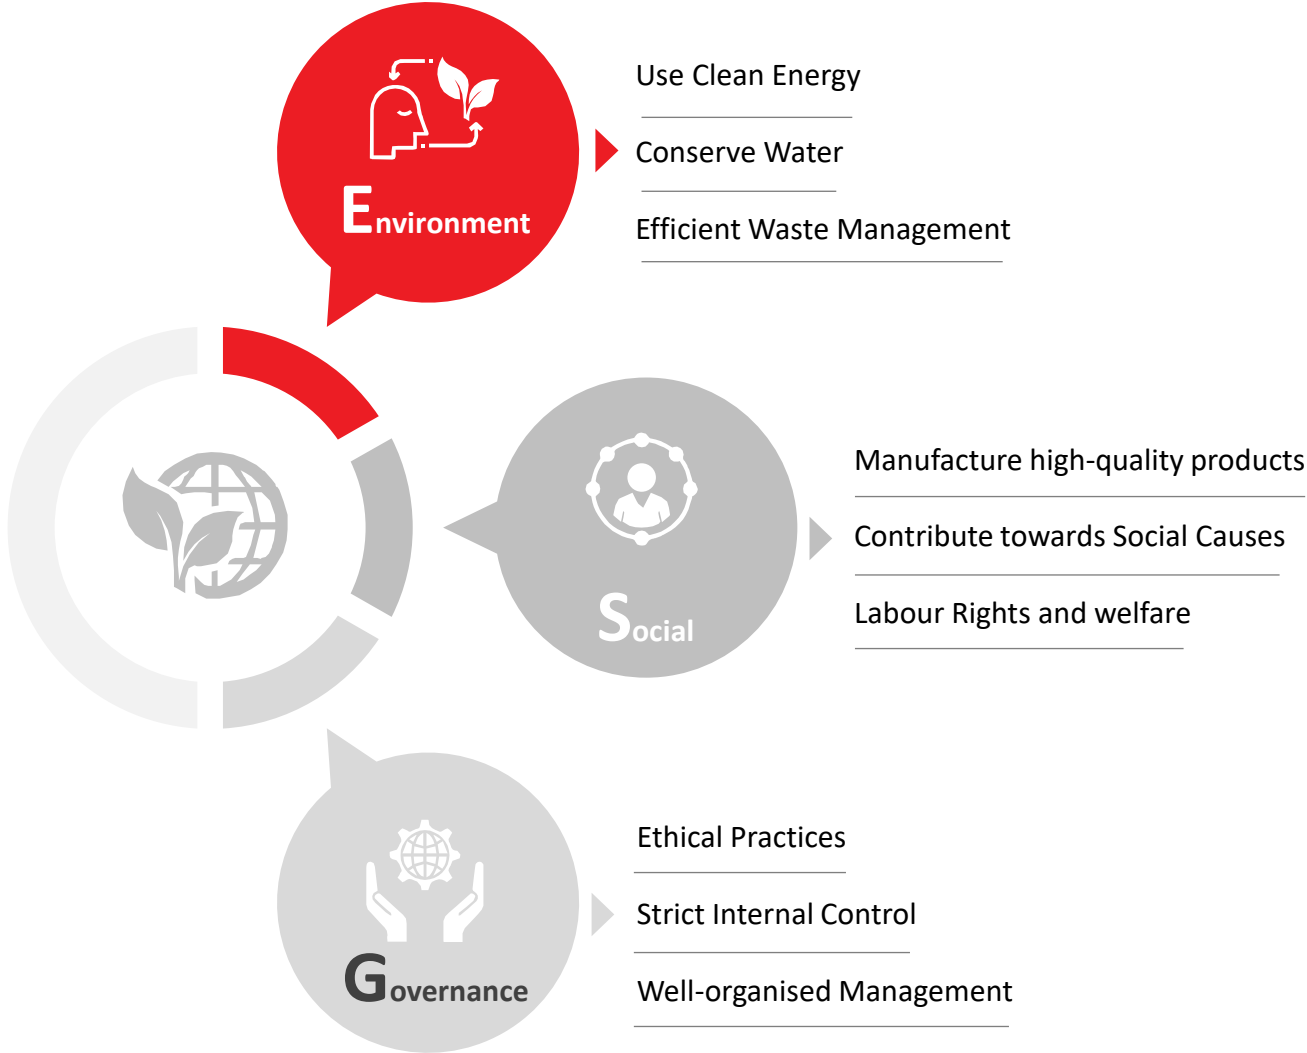 Use Clean Energy
Conserve Water
Environment
Efficient Waste Management
Manufacture high-quality products
Contribute towards Social Causes
Social
Labour Rights and welfare
Ethical Practices
Strict Internal Control
Governance
Well-organised Management